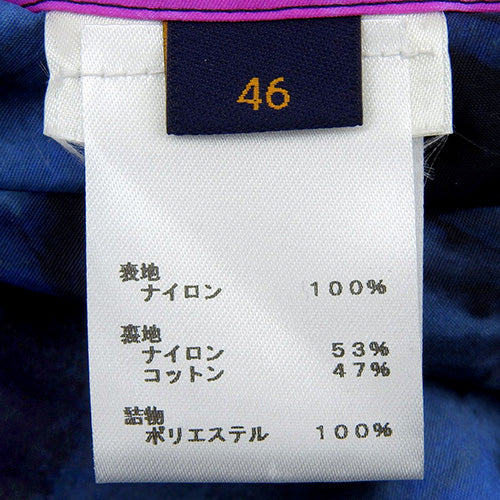 46
表地
ナイロン 100%
裏地
ナイロン 53%
コットン 47%
詰物
ポリエステル 100%